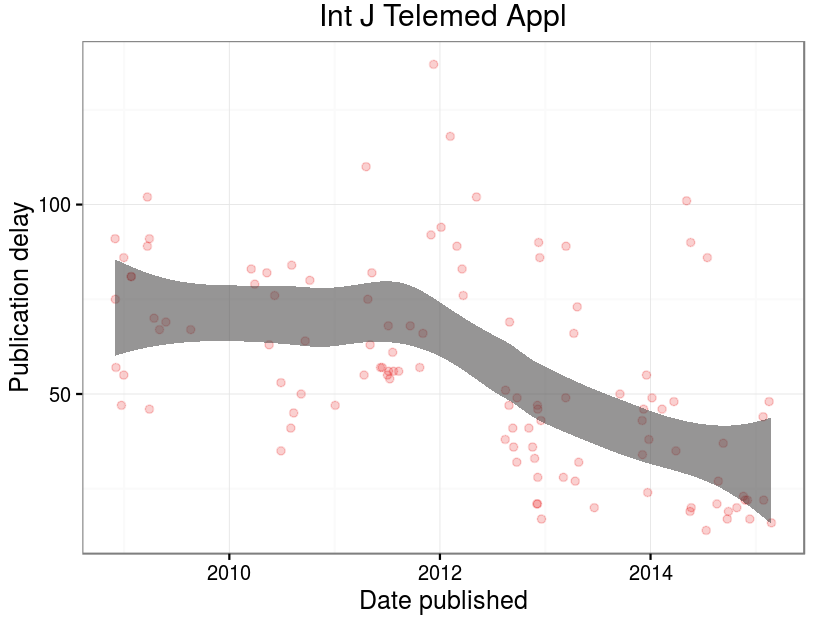 Int J Telemed Appl
Publication delay
100
50
2010
2012
2014
Date published